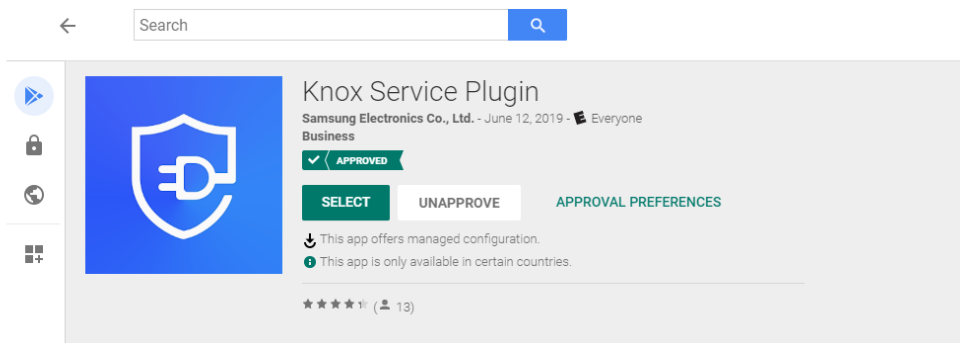 Search
Knox Service Plugin
Samsung Electronics Co., Ltd. - June 12, 2019 - E Everyone
Business
APPROVED
SELECT UNAPPROVE APPROVAL PREFERENCES
This app offers managed configuration.
This app is only available in certain countries.
( 13)